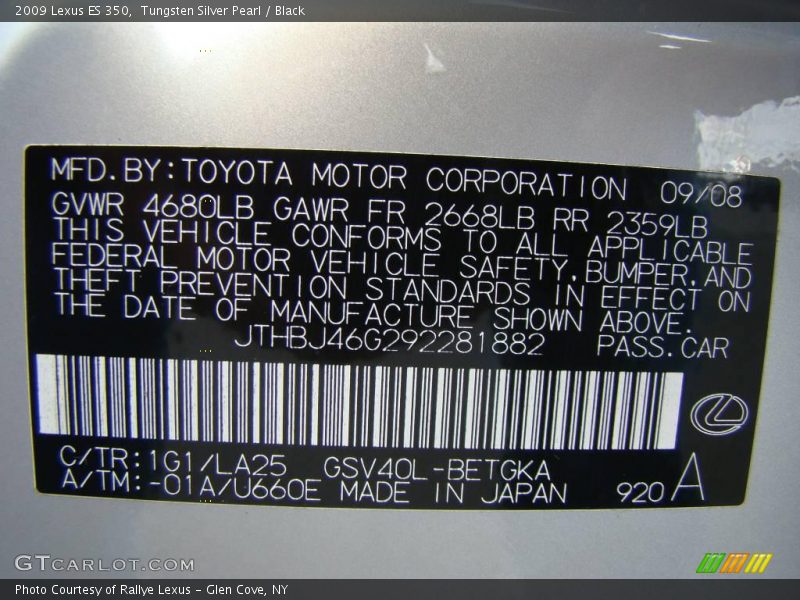 2009 Lexus ES 350,  Tungsten Silver Pearl / Black
MFD.BY:TOYOTA MOTOR CORPORATION 09/08
GVWR 4680LB GAWR FR 2668LB RR 2359LB
THIS VEHICLE CONFORMS TO ALL APPLICABLE
FEDERAL MOTOR VEHICLE SAFETY,BUMPER,AND
THEFT PREVENTION STANDARDS IN EFFECT ON
THE DATE OF MANUFACTURE SHOWN ABOVE.
JTHBJ46G292281882 PASS.CAR
C/TR:1G1/LA25 GSV40L-BETGKA
A/TM:-01A/U660E MADE IN JAPAN 920 A
GTCARLOT.COM
Photo Courtesy of Rallye Lexus - Glen Cove, NY